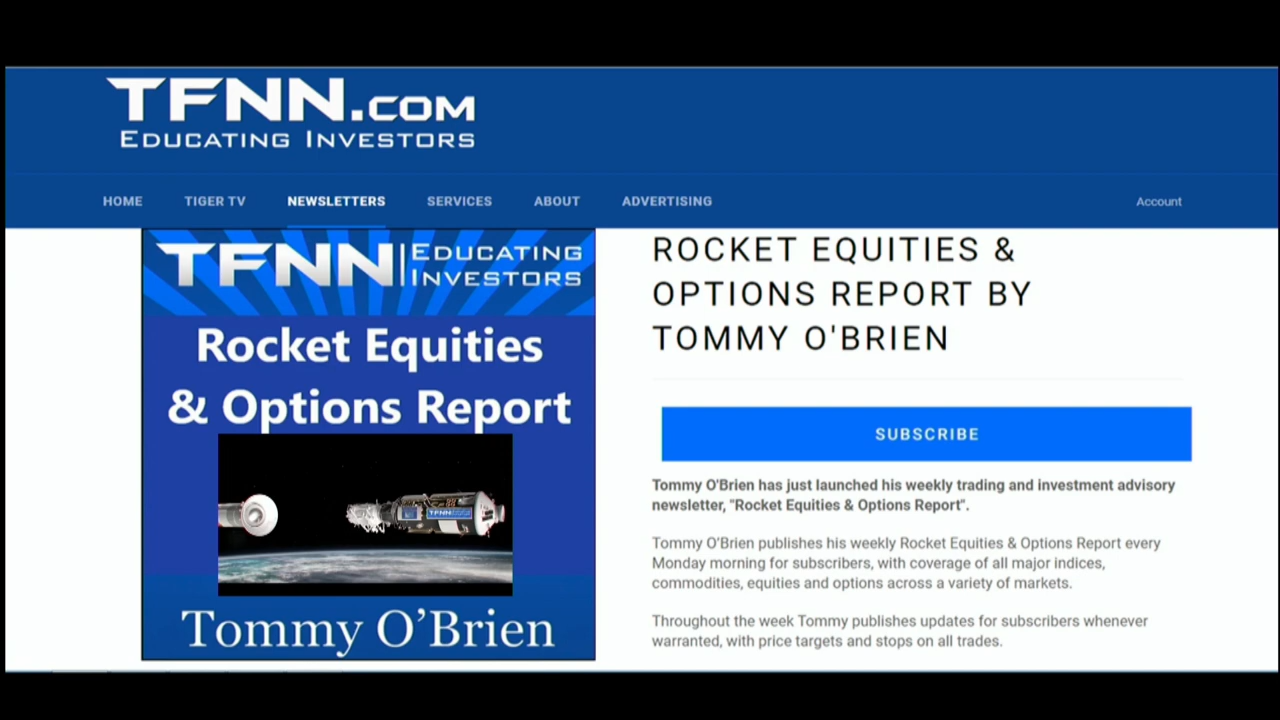 TFNN.COM
EDUCATING INVESTORS
HOME TIGER TV NEWSLETTERS SERVICES ABOUT ADVERTISING Account
TFNN | EDUCATING
INVESTORS
Rocket Equities
& Options Report
Tommy O’Brien
ROCKET EQUITIES &
OPTIONS REPORT BY
TOMMY O'BRIEN
SUBSCRIBE
Tommy O'Brien has just launched his weekly trading and investment advisory
newsletter, "Rocket Equities & Options Report".
Tommy O’Brien publishes his weekly Rocket Equities & Options Report every
Monday morning for subscribers, with coverage of all major indices,
commodities, equities and options across a variety of markets.
Throughout the week Tommy publishes updates for subscribers whenever
warranted, with price targets and stops on all trades.